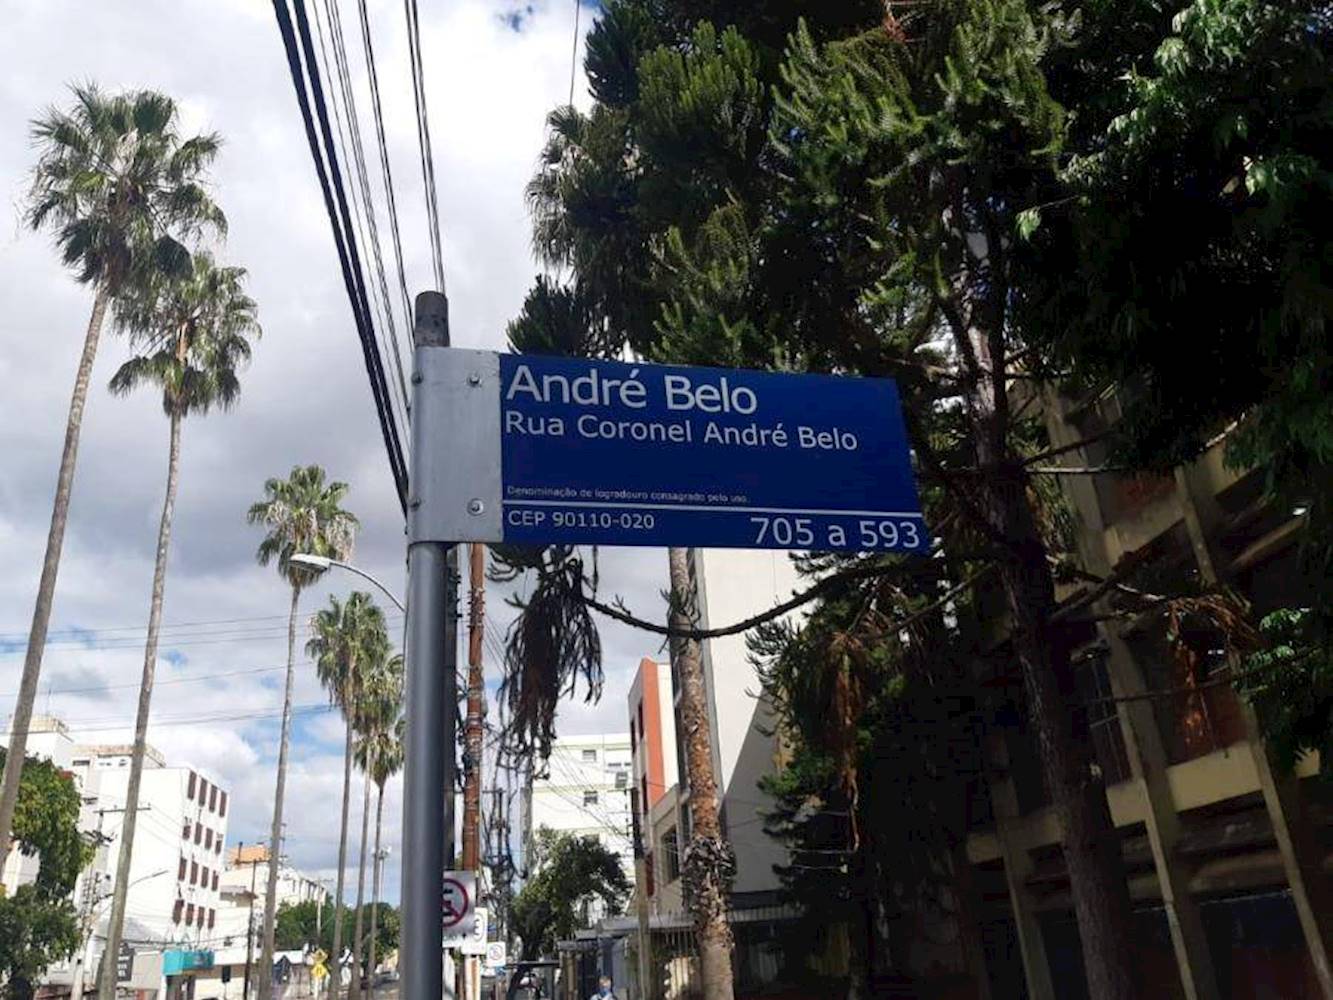 André Belo
Rua Coronel André Belo
Denominação de logradouro consagrado pelo uso.
CEP 90110-020
705 a 593
E
E